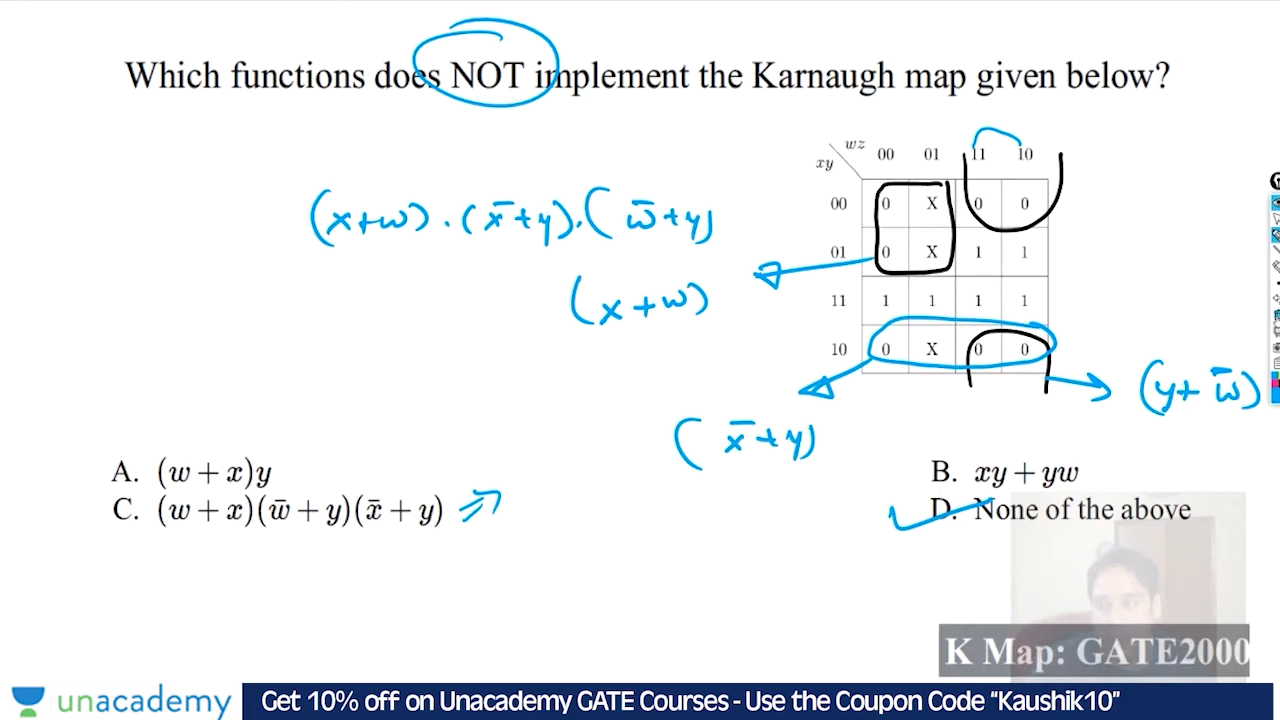 Which functions does NOT implement the Karnaugh map given below?
wz
xy
00 01 11 10
00 0 X 0 0
01 0 X 1 1
11 1 1 1 1
10 0 X 0 0
(x+w).(x̄+y).(w̄+y)
(x+w)
(y+w̄)
(x̄+y)
A. (w + x)y
B. xy + yw
C. (w + x)(w̄ + y)(x̄ + y)
D. None of the above
K Map: GATE2000
unacademy
Get 10% off on Unacademy GATE Courses - Use the Coupon Code "Kaushik10"